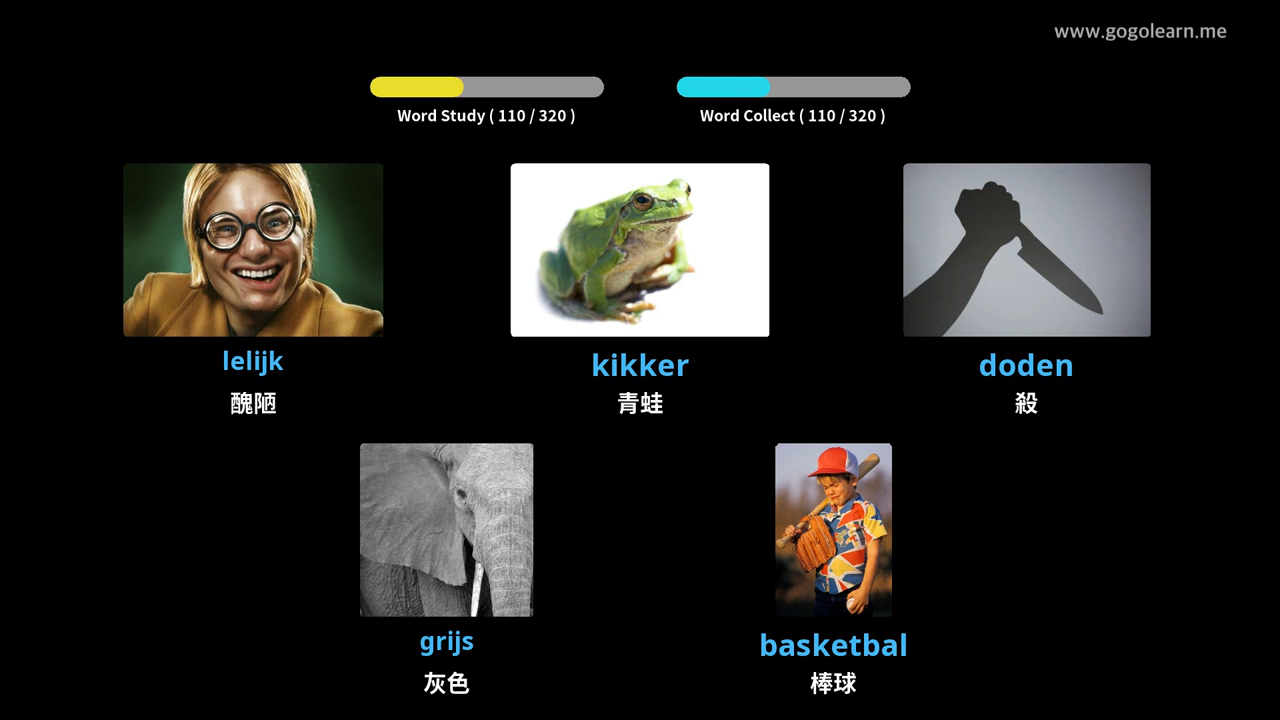 www.gogolearn.me
Word Study ( 110 / 320 )
Word Collect ( 110 / 320 )
lelijk
醜陋
kikker
青蛙
doden
殺
grijs
灰色
basketbal
棒球